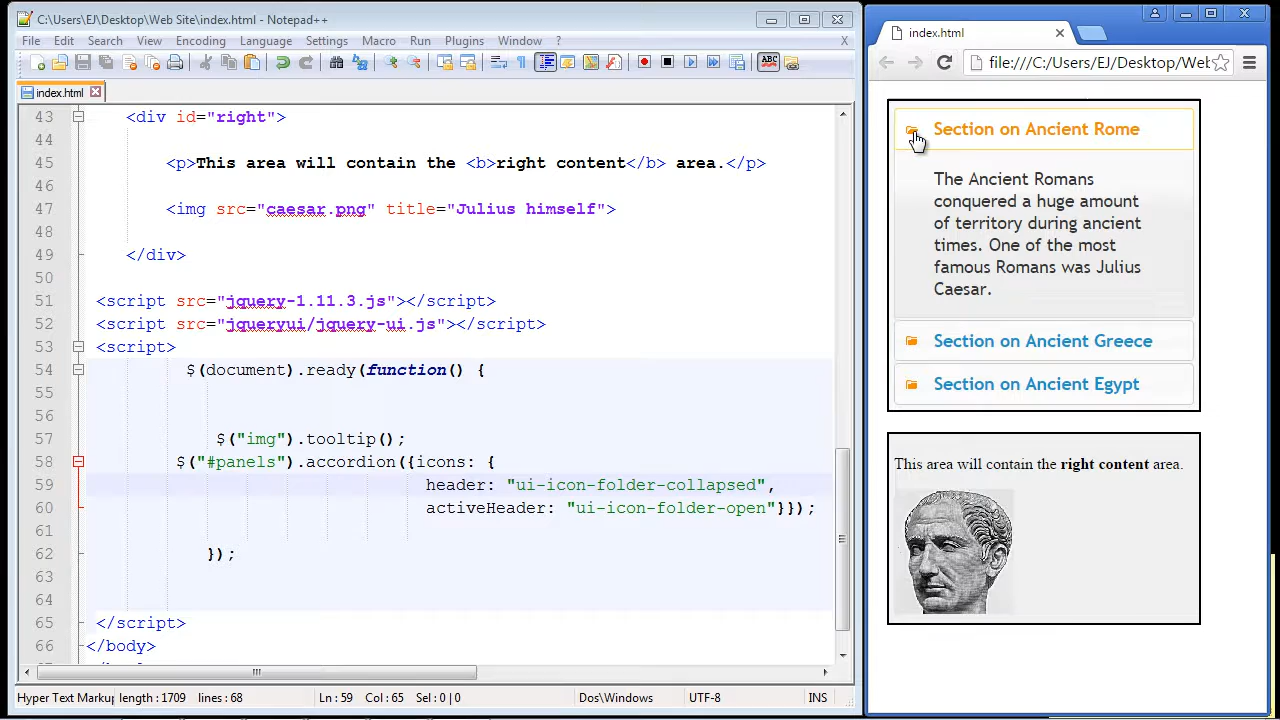 C:\Users\EJ\Desktop\Web Site\index.html - Notepad++
File Edit Search View Encoding Language Settings Macro Run Plugins Window ? X
index.html
43 <div id="right">
44
45 <p>This area will contain the <b>right content</b> area.</p>
46
47 <img src="caesar.png" title="Julius himself">
48
49 </div>
50
51 <script src="jquery-1.11.3.js"></script>
52 <script src="jqueryui/jquery-ui.js"></script>
53 <script>
54 $(document).ready(function() {
55
56
57 $("img").tooltip();
58 $("#panels").accordion({icons: {
59 header: "ui-icon-folder-collapsed",
60 activeHeader: "ui-icon-folder-open"}});
61
62 });
63
64
65 </script>
66 </body>
Hyper Text Markup length : 1709 lines : 68 Ln : 59 Col : 65 Sel : 0 | 0 Dos\Windows UTF-8 INS
index.html
file:///C:/Users/EJ/Desktop/Web
Section on Ancient Rome
The Ancient Romans
conquered a huge amount
of territory during ancient
times. One of the most
famous Romans was Julius
Caesar.
Section on Ancient Greece
Section on Ancient Egypt
This area will contain the right content area.